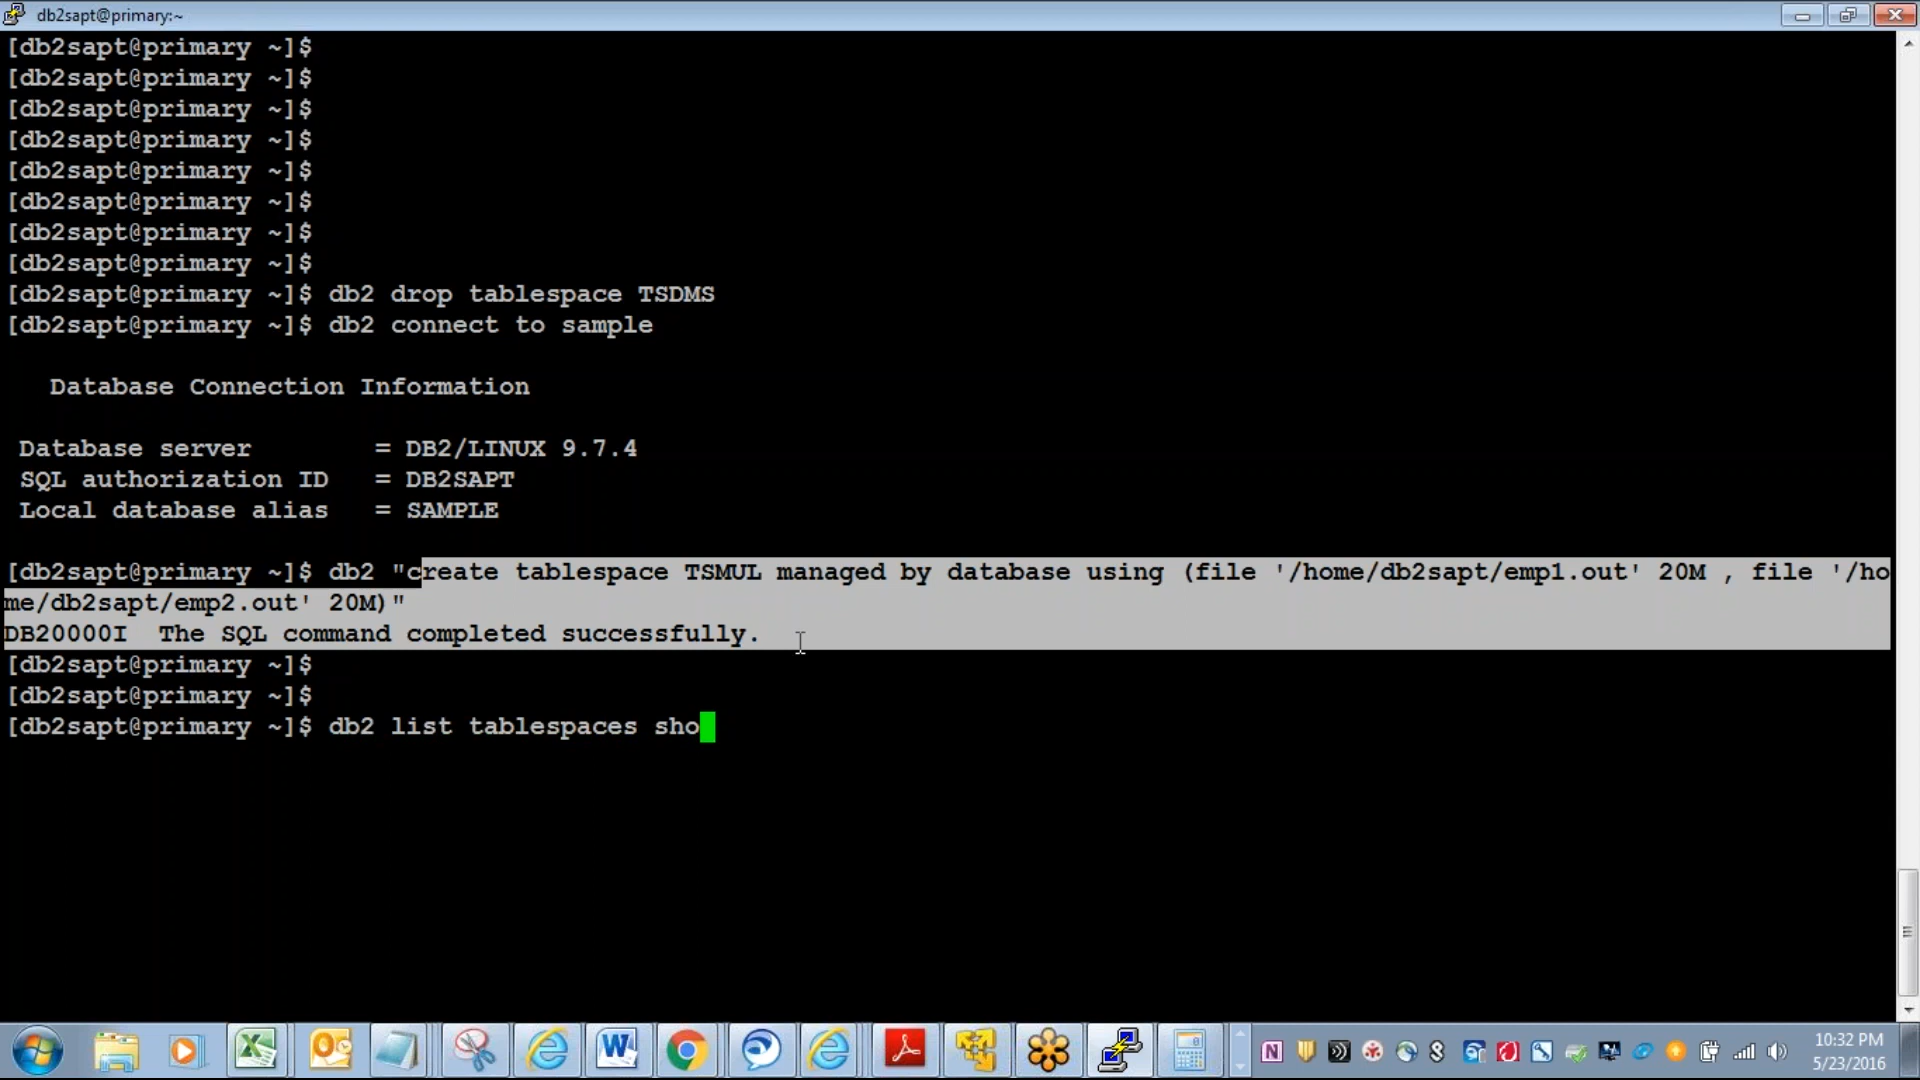 db2sapt@primary:~
[db2sapt@primary ~]$
[db2sapt@primary ~]$
[db2sapt@primary ~]$
[db2sapt@primary ~]$
[db2sapt@primary ~]$
[db2sapt@primary ~]$
[db2sapt@primary ~]$
[db2sapt@primary ~]$
[db2sapt@primary ~]$ db2 drop tablespace TSDMS
[db2sapt@primary ~]$ db2 connect to sample
Database Connection Information
Database server = DB2/LINUX 9.7.4
SQL authorization ID = DB2SAPT
Local database alias = SAMPLE
[db2sapt@primary ~]$ db2 "create tablespace TSMUL managed by database using (file '/home/db2sapt/emp1.out' 20M , file '/ho
me/db2sapt/emp2.out' 20M)"
DB20000I The SQL command completed successfully.
[db2sapt@primary ~]$
[db2sapt@primary ~]$
[db2sapt@primary ~]$ db2 list tablespaces sho
10:32 PM
5/23/2016